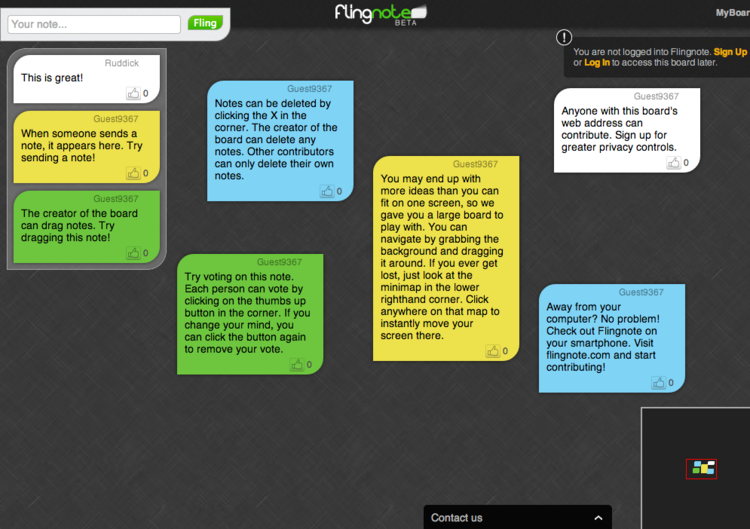 Your note...
Fling
flingnote
BETA
MyBoar
You are not logged into Flingnote. Sign Up
or Log In to access this board later.
Ruddick
This is great!
0
Guest9367
When someone sends a
note, it appears here. Try
sending a note!
0
Guest9367
The creator of the board
can drag notes. Try
dragging this note!
0
Guest9367
Notes can be deleted by
clicking the X in the
corner. The creator of the
board can delete any
notes. Other contributors
can only delete their own
notes.
0
Guest9367
Try voting on this note.
Each person can vote by
clicking on the thumbs up
button in the corner. If you
change your mind, you
can click the button again
to remove your vote.
0
Guest9367
You may end up with
more ideas than you can
fit on one screen, so we
gave you a large board to
play with. You can
navigate by grabbing the
background and dragging
it around. If you ever get
lost, just look at the
minimap in the lower
righthand corner. Click
anywhere on that map to
instantly move your
screen there.
0
Guest9367
Anyone with this board's
web address can
contribute. Sign up for
greater privacy controls.
0
Guest9367
Away from your
computer? No problem!
Check out Flingnote on
your smartphone. Visit
flingnote.com and start
contributing!
0
Contact us